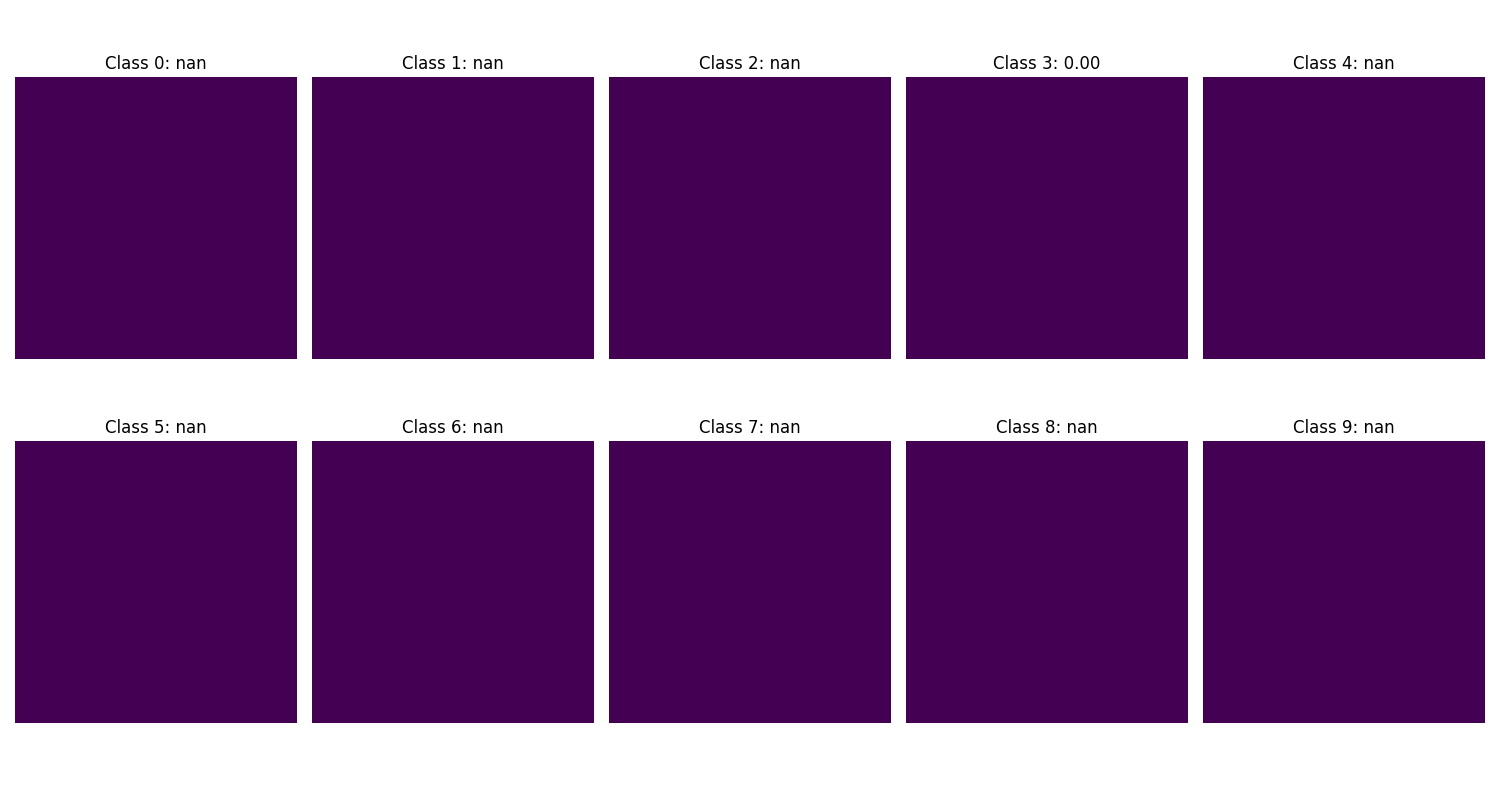 Class 0: nan
Class 1: nan
Class 2: nan
Class 3: 0.00
Class 4: nan
Class 5: nan
Class 6: nan
Class 7: nan
Class 8: nan
Class 9: nan